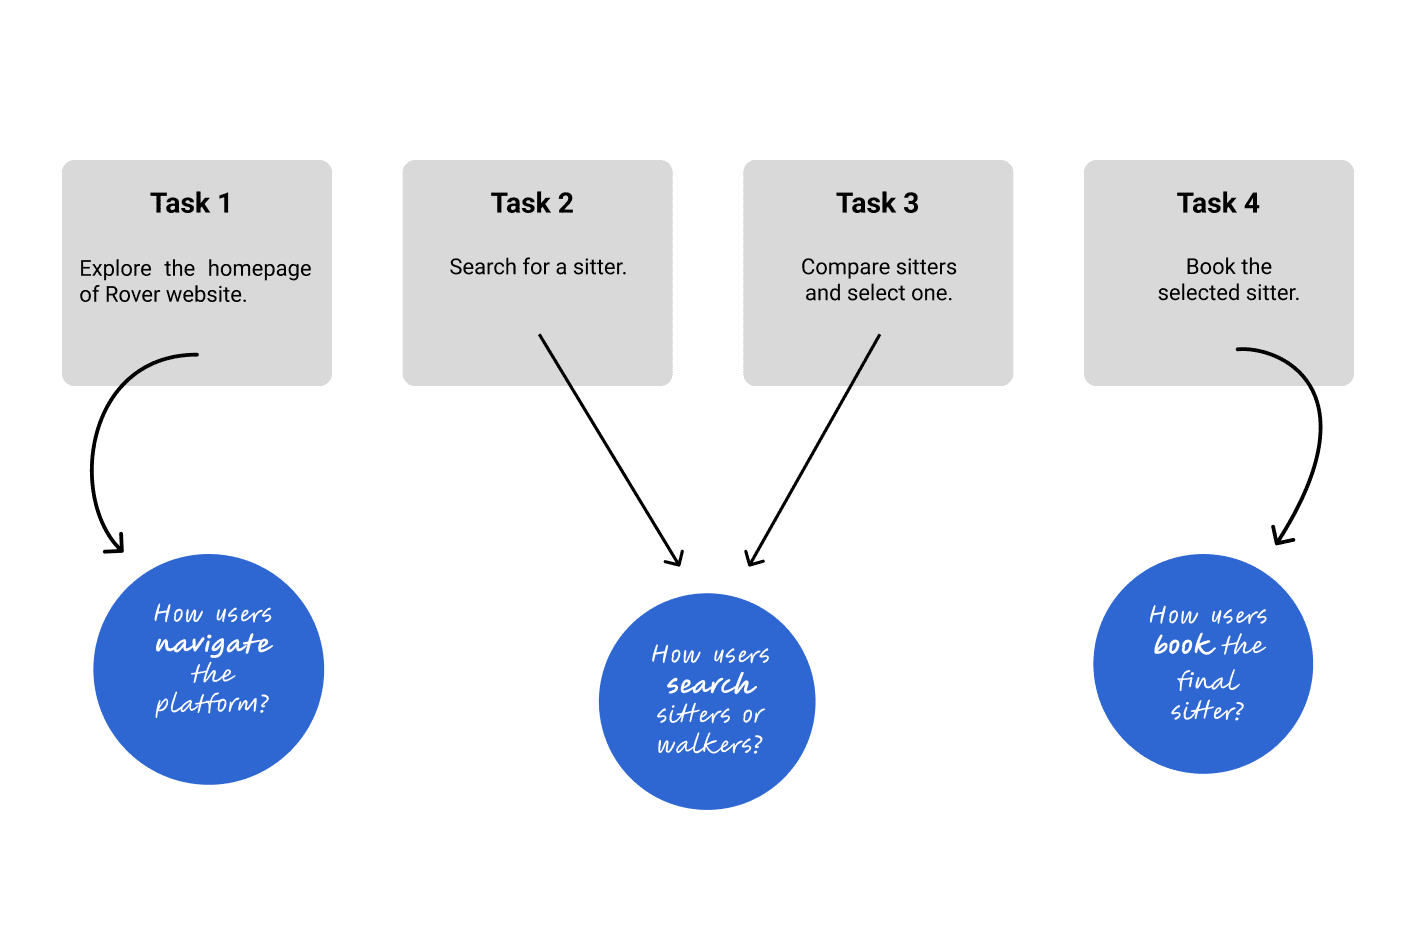 Task 1
Explore the homepage
of Rover website.
Task 2
Search for a sitter.
Task 3
Compare sitters
and select one.
Task 4
Book the
selected sitter.
How users
navigate
the
platform?
How users
search
sitters or
walkers?
How users
book the
final
sitter?